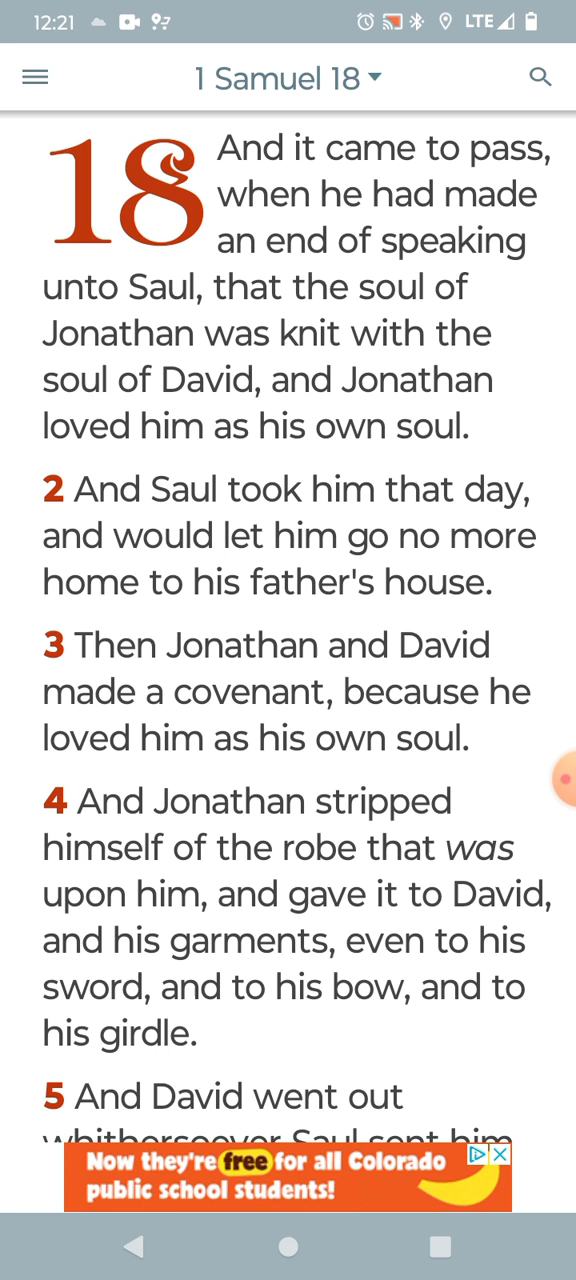 12:21
LTE
1 Samuel 18
18 And it came to pass,
when he had made
an end of speaking
unto Saul, that the soul of
Jonathan was knit with the
soul of David, and Jonathan
loved him as his own soul.
2 And Saul took him that day,
and would let him go no more
home to his father's house.
3 Then Jonathan and David
made a covenant, because he
loved him as his own soul.
4 And Jonathan stripped
himself of the robe that was
upon him, and gave it to David,
and his garments, even to his
sword, and to his bow, and to
his girdle.
5 And David went out
whithersoever Saul sent him
Now they're free for all Colorado
public school students!